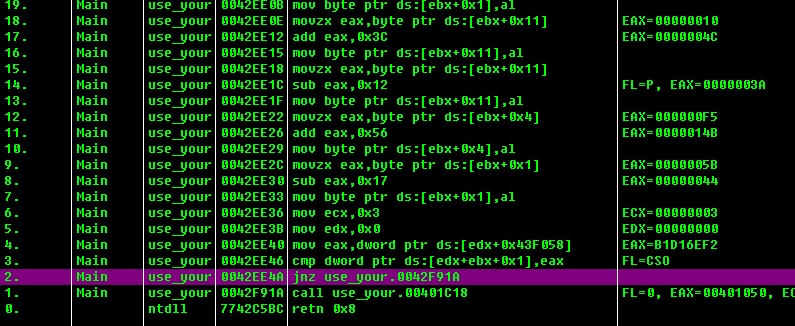 19. Main use_your 0042EE0B mov byte ptr ds:[ebx+0x1],al
18. Main use_your 0042EE0E movzx eax,byte ptr ds:[ebx+0x11] EAX=00000010
17. Main use_your 0042EE12 add eax,0x3C EAX=0000004C
16. Main use_your 0042EE15 mov byte ptr ds:[ebx+0x11],al
15. Main use_your 0042EE18 movzx eax,byte ptr ds:[ebx+0x11]
14. Main use_your 0042EE1C sub eax,0x12 FL=P, EAX=0000003A
13. Main use_your 0042EE1F mov byte ptr ds:[ebx+0x11],al
12. Main use_your 0042EE22 movzx eax,byte ptr ds:[ebx+0x4] EAX=000000F5
11. Main use_your 0042EE26 add eax,0x56 EAX=0000014B
10. Main use_your 0042EE29 mov byte ptr ds:[ebx+0x4],al
9. Main use_your 0042EE2C movzx eax,byte ptr ds:[ebx+0x1] EAX=0000005B
8. Main use_your 0042EE30 sub eax,0x17 EAX=00000044
7. Main use_your 0042EE33 mov byte ptr ds:[ebx+0x1],al
6. Main use_your 0042EE36 mov ecx,0x3 ECX=00000003
5. Main use_your 0042EE3B mov edx,0x0 EDX=00000000
4. Main use_your 0042EE40 mov eax,dword ptr ds:[edx+0x43F058] EAX=B1D16EF2
3. Main use_your 0042EE46 cmp dword ptr ds:[edx+ebx+0x1],eax FL=CSO
2. Main use_your 0042EE4A jnz use_your.0042F91A
1. Main use_your 0042F91A call use_your.00401C18 FL=0, EAX=00401050, EC
0. ntdll 7742C5BC retn 0x8